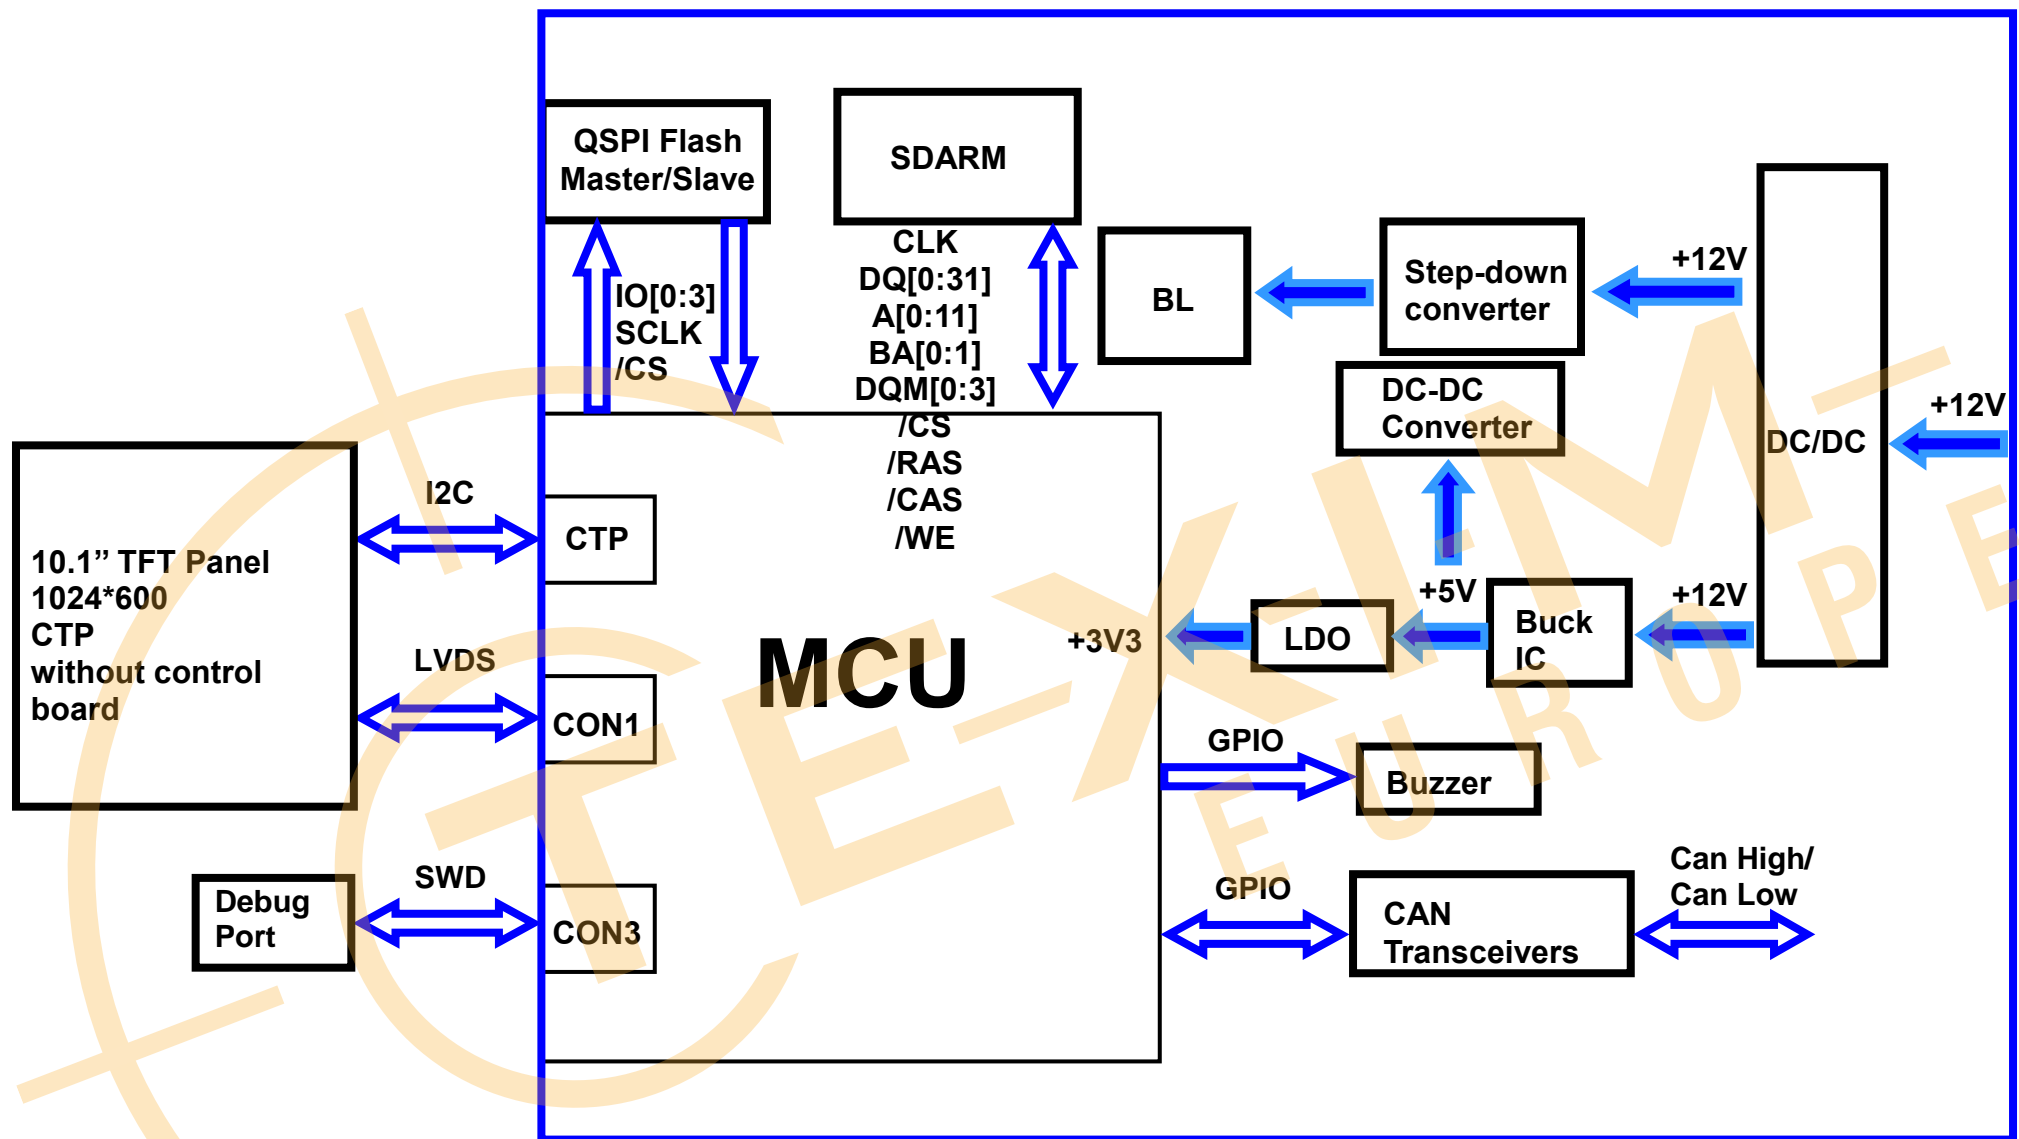 QSPI Flash
Master/Slave
SDARM
IO[0:3]
SCLK
/CS
CLK
DQ[0:31]
A[0:11]
BA[0:1]
DQM[0:3]
/CS
/RAS
/CAS
/WE
BL
Step-down
converter
+12V
DC-DC
Converter
DC/DC
+12V
10.1’’ TFT Panel
1024*600
CTP
without control
board
I2C
CTP
LVDS
CON1
MCU
+3V3
LDO
+5V
Buck
IC
+12V
GPIO
Buzzer
Debug
Port
SWD
CON3
GPIO
CAN
Transceivers
Can High/
Can Low
TEXIM
EUROPE